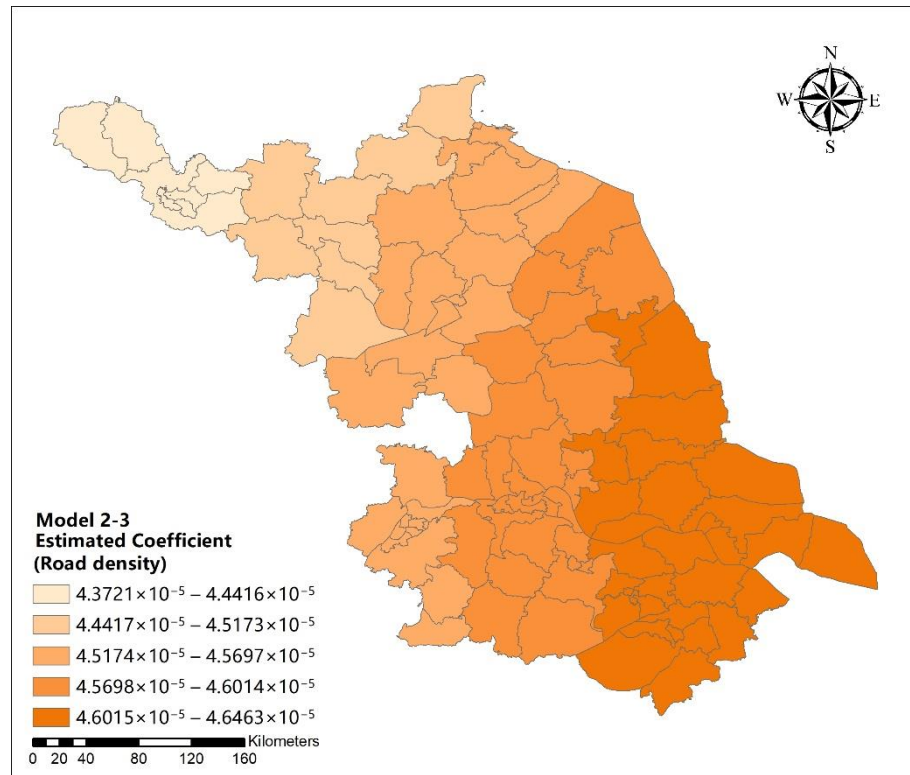 N
W E
S
Model 2-3
Estimated Coefficient
(Road density)
4.3721×10⁻⁵ – 4.4416×10⁻⁵
4.4417×10⁻⁵ – 4.5173×10⁻⁵
4.5174×10⁻⁵ – 4.5697×10⁻⁵
4.5698×10⁻⁵ – 4.6014×10⁻⁵
4.6015×10⁻⁵ – 4.6463×10⁻⁵
Kilometers
0 20 40 80 120 160